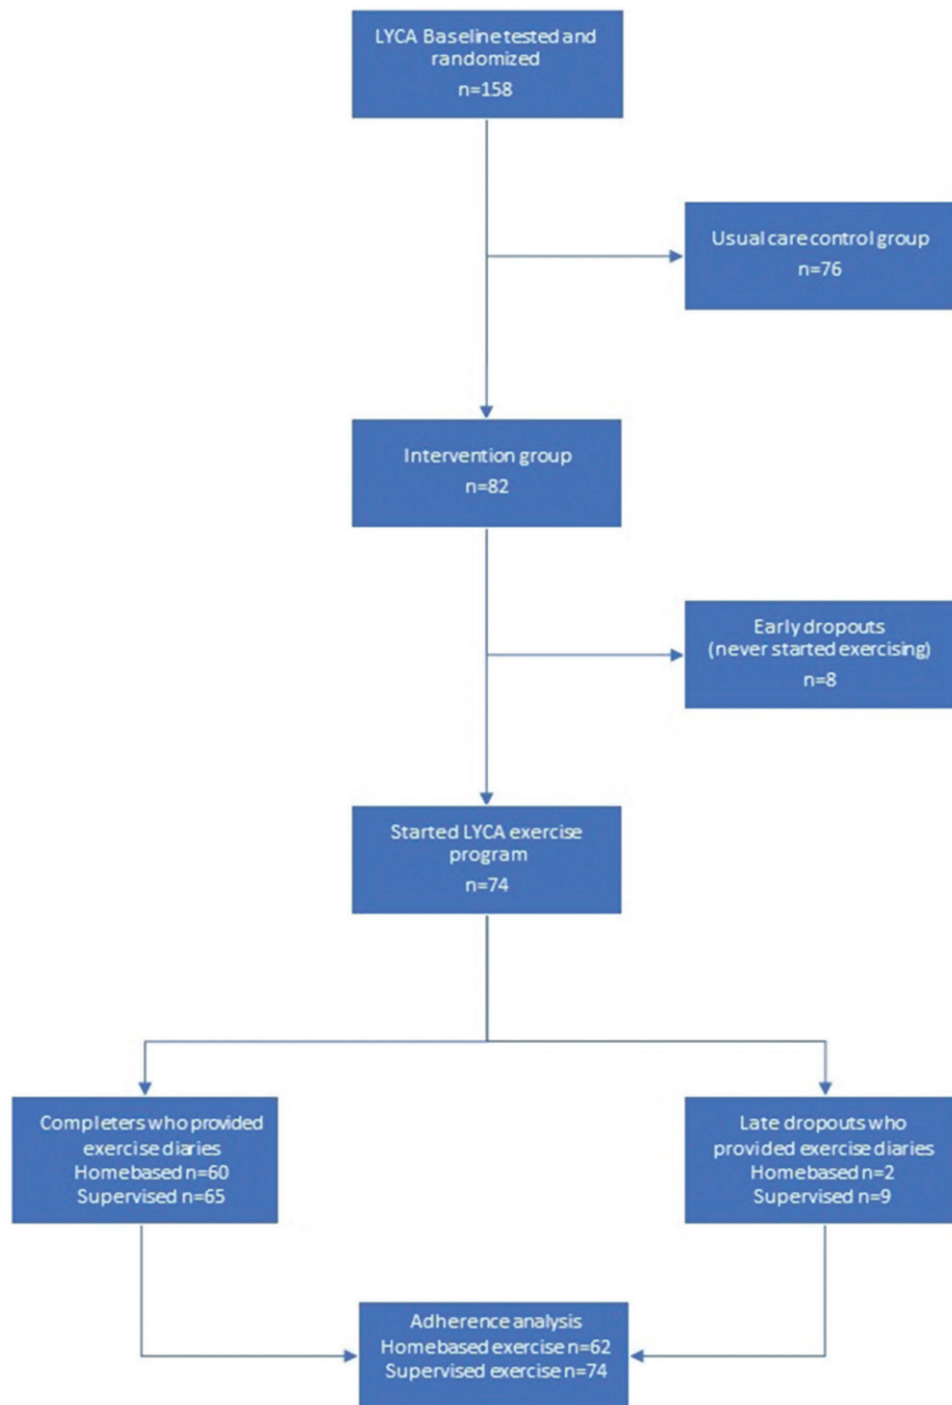 LYCA Baseline tested and
randomized
n=158
Usual care control group
n=76
Intervention group
n=82
Early dropouts
(never started exercising)
n=8
Started LYCA exercise
program
n=74
Completers who provided
exercise diaries
Homebased n=60
Supervised n=65
Late dropouts who
provided exercise diaries
Homebased n=2
Supervised n=9
Adherence analysis
Homebased exercise n=62
Supervised exercise n=74